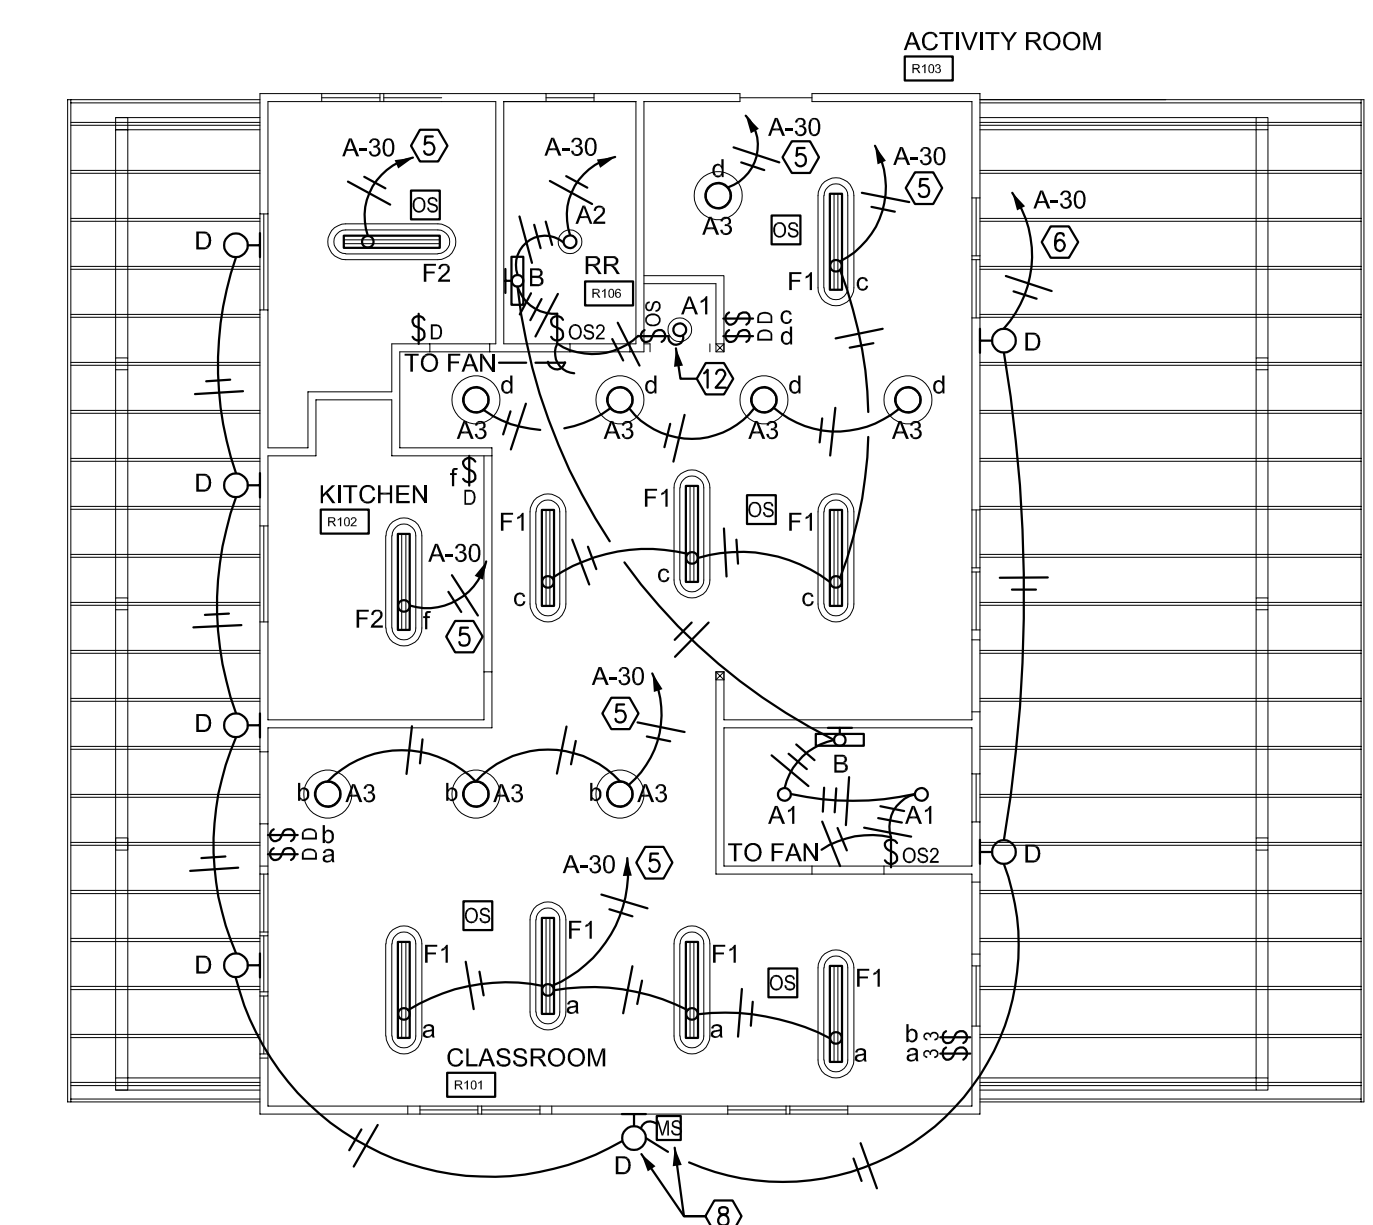 ACTIVITY ROOM
R103
A-30 5
A-30
A-30 5
A-30 5
d
OS
A2
A3
OS
A-30
6
D
F2
B
RR
R106
F1 c
D
OS
A1
c
D
d
D
$D
$OS2
$
D
TO FAN
12
d
d
d
d
A3
A3
A3
A3
f$
D
D
KITCHEN
R102
F1
F1
OS
F1
A-30
c
c
c
F2 f
5
A-30
5
D
B
b A3
b A3
b A3
A1
A1
$$ D b
$$ D a
TO FAN
$OS2
D
A-30 5
OS
F1
F1
F1
OS
F1
D
a
a
a
a
b 3 $$
a 3 $$
CLASSROOM
R101
MS
D
8